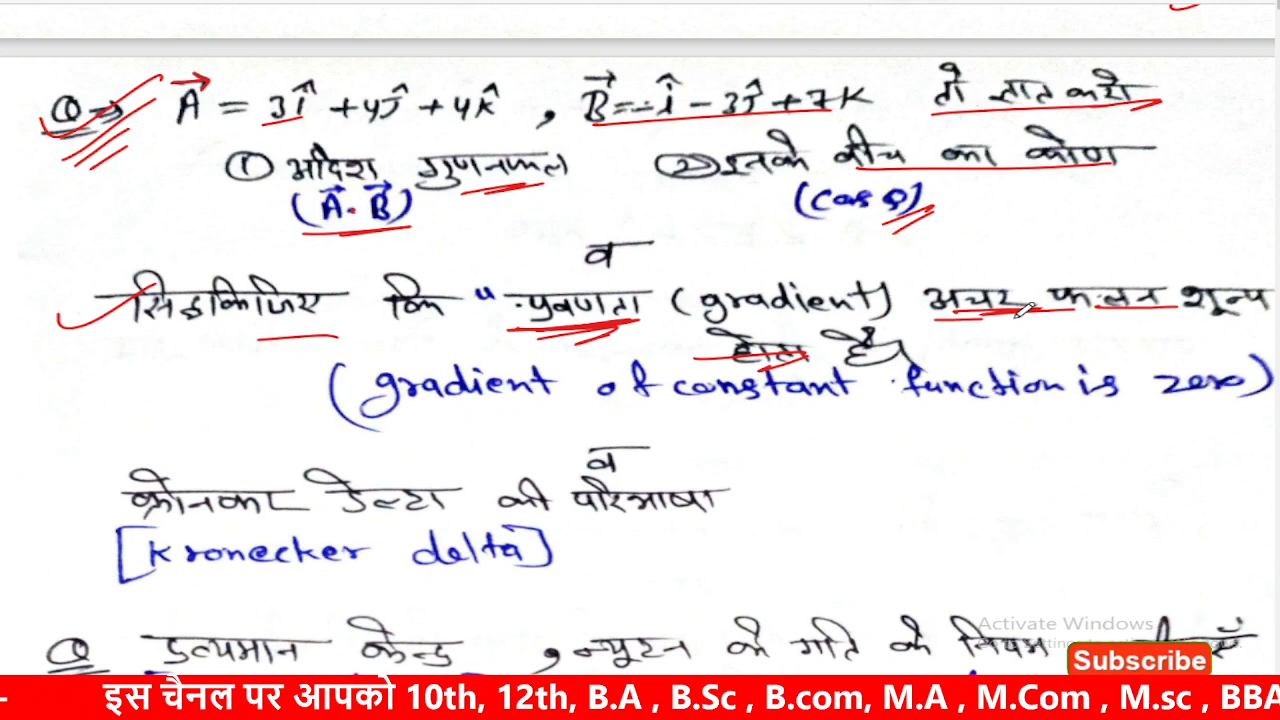 Q⇒ A⃗ = 3î + 4ĵ + 4k̂ , B⃗ = -î - 3ĵ + 7k तो ज्ञात करो
① अदिश गुणनफल ② इनके बीच का कोण
(A⃗. B⃗) (cos θ)
व
सिद्ध किजिए कि "प्रवणता (gradient) अचर फलन शून्य
होता है।
(gradient of constant function is zero)
व
क्रोनकर डेल्टा की परिभाषा
[Kronecker delta]
Q द्रव्यमान केन्द्र , न्यूटन के गति के नियम
Activate Windows
Subscribe
इस चैनल पर आपको 10th, 12th, B.A , B.Sc , B.com, M.A , M.Com , M.sc , BBA